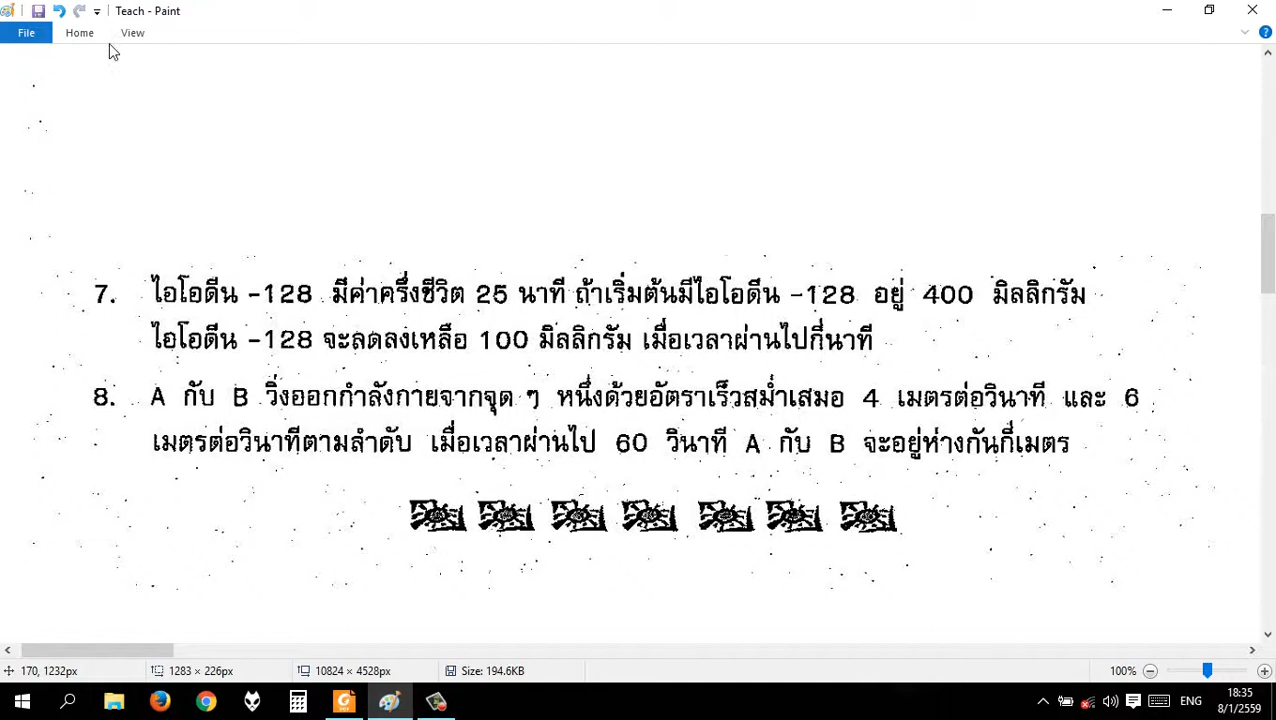 Teach - Paint
File Home View
7. ไอโอดีน -128 มีค่าครึ่งชีวิต 25 นาที ถ้าเริ่มต้นมีไอโอดีน -128 อยู่ 400 มิลลิกรัม
ไอโอดีน -128 จะลดลงเหลือ 100 มิลลิกรัม เมื่อเวลาผ่านไปกี่นาที
8. A กับ B วิ่งออกกำลังกายจากจุด ๆ หนึ่งด้วยอัตราเร็วสม่ำเสมอ 4 เมตรต่อวินาที และ 6
เมตรต่อวินาทีตามลำดับ เมื่อเวลาผ่านไป 60 วินาที A กับ B จะอยู่ห่างกันกี่เมตร
170, 1232px 1283 × 226px 10824 × 4528px Size: 194.6KB 100%
ENG 18:35
8/1/2559